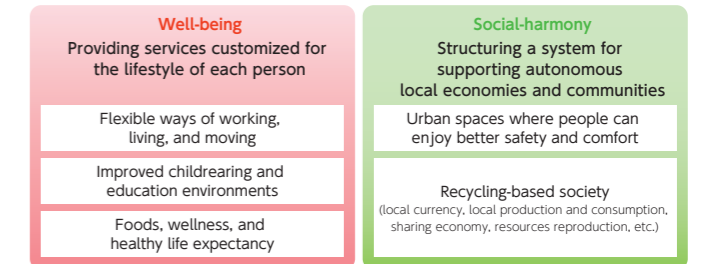 Well-being
Providing services customized for
the lifestyle of each person
Flexible ways of working,
living, and moving
Improved childrearing and
education environments
Foods, wellness, and
healthy life expectancy
Social-harmony
Structuring a system for
supporting autonomous
local economies and communities
Urban spaces where people can
enjoy better safety and comfort
Recycling-based society
(local currency, local production and consumption,
sharing economy, resources reproduction, etc.)